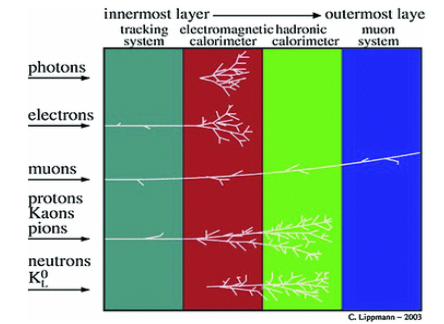 innermost layer outermost laye
tracking electromagnetic hadronic muon
system calorimeter calorimeter system
photons
electrons
muons
protons
Kaons
pions
neutrons
K⁰L
C. Lippmann – 2003